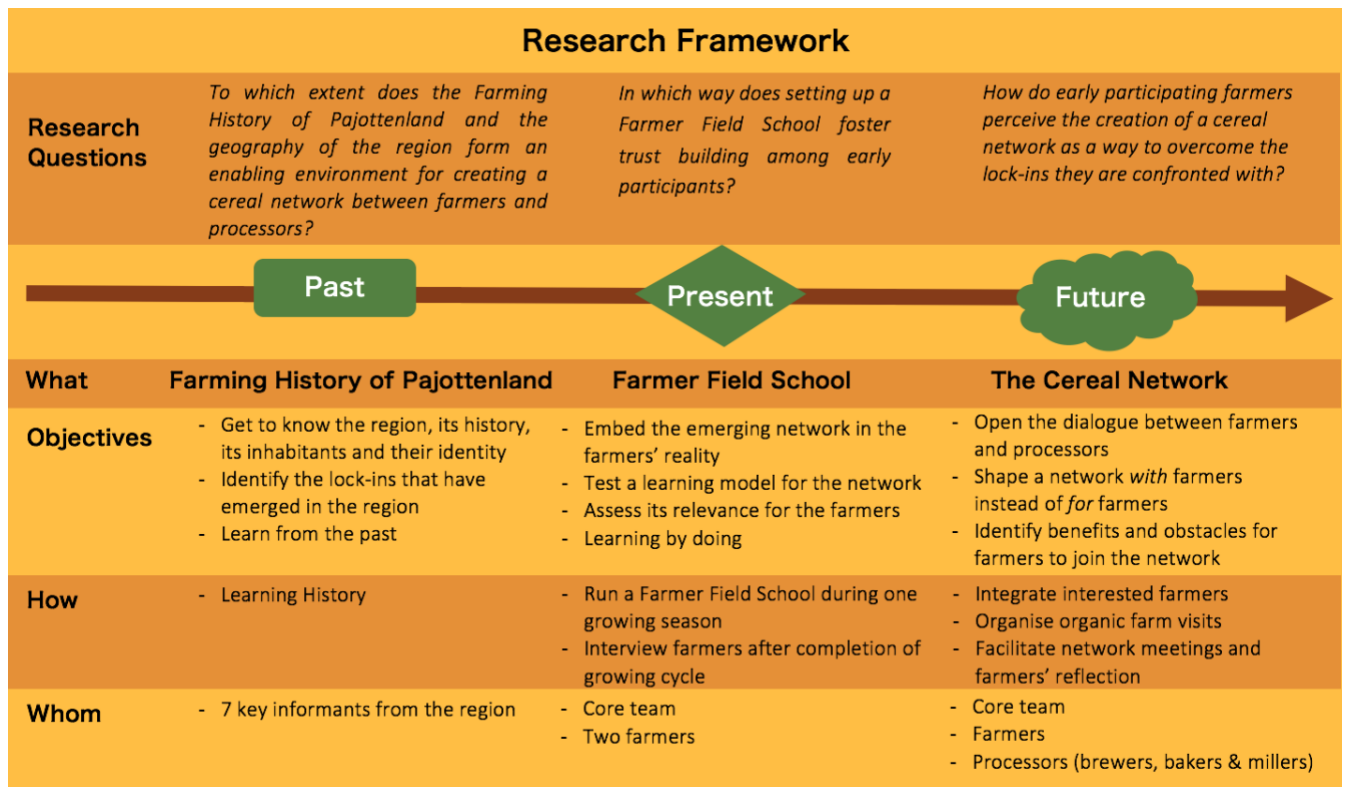 Research Framework
Research
Questions
To which extent does the Farming
History of Pajottenland and the
geography of the region form an
enabling environment for creating a
cereal network between farmers and
processors?
In which way does setting up a
Farmer Field School foster
trust building among early
participants?
How do early participating farmers
perceive the creation of a cereal
network as a way to overcome the
lock-ins they are confronted with?
Past
Present
Future
What
Farming History of Pajottenland
Farmer Field School
The Cereal Network
Objectives
- Get to know the region, its history,
its inhabitants and their identity
- Identify the lock-ins that have
emerged in the region
- Learn from the past
- Embed the emerging network in the
farmers’ reality
- Test a learning model for the network
- Assess its relevance for the farmers
- Learning by doing
- Open the dialogue between farmers
and processors
- Shape a network with farmers
instead of for farmers
- Identify benefits and obstacles for
farmers to join the network
How
- Learning History
- Run a Farmer Field School during one
growing season
- Interview farmers after completion of
growing cycle
- Integrate interested farmers
- Organise organic farm visits
- Facilitate network meetings and
farmers’ reflection
Whom
- 7 key informants from the region
- Core team
- Two farmers
- Core team
- Farmers
- Processors (brewers, bakers & millers)